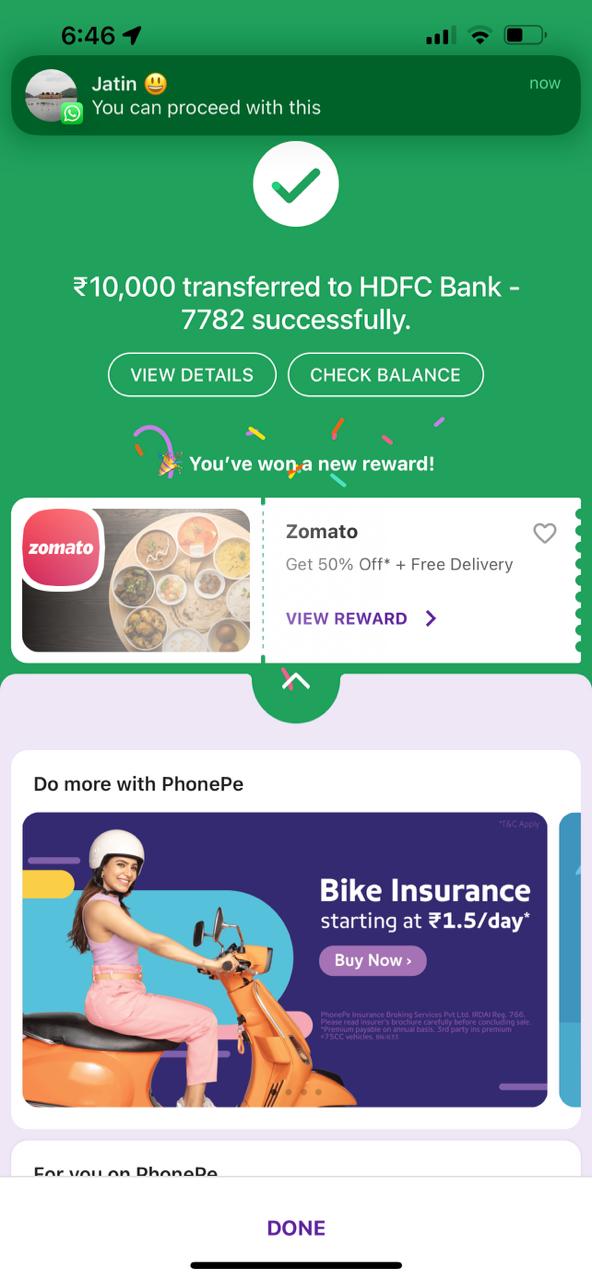 6:46
Jatin 😃
now
You can proceed with this
₹10,000 transferred to HDFC Bank -
7782 successfully.
VIEW DETAILS
CHECK BALANCE
🎉 You’ve won a new reward!
zomato
Zomato
Get 50% Off* + Free Delivery
VIEW REWARD
Do more with PhonePe
*T&C Apply
Bike Insurance
starting at ₹1.5/day*
Buy Now ›
PhonePe Insurance Broking Services Pvt Ltd. IRDAI Reg. 766.
Please read insurer's brochure carefully before concluding sale.
*Premium payable on annual basis. 3rd party ins premium
<75CC vehicles.
For you on PhonePe
DONE